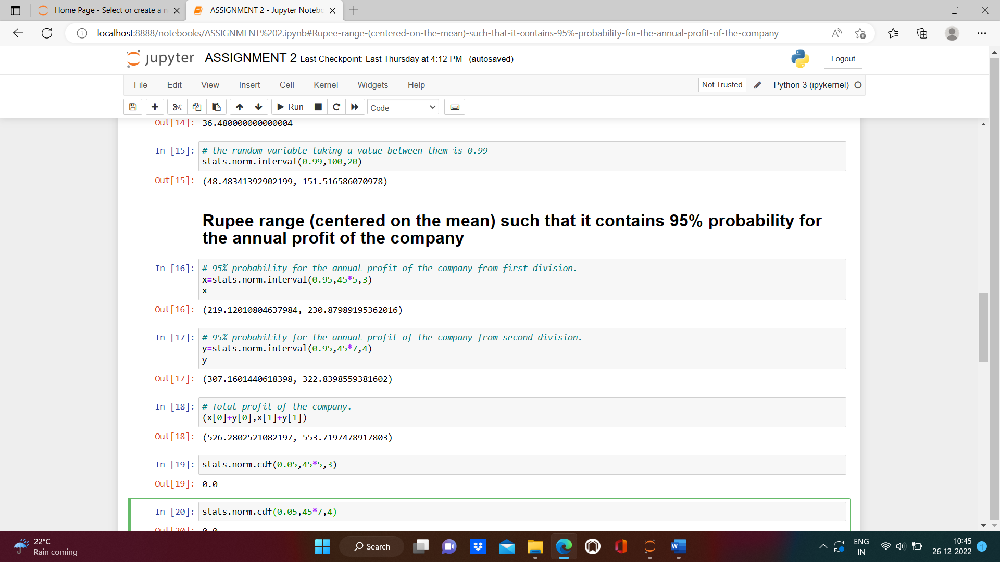 Home Page - Select or create a n
ASSIGNMENT 2 - Jupyter Notebo
localhost:8888/notebooks/ASSIGNMENT%202.ipynb#Rupee-range-(centered-on-the-mean)-such-that-it-contains-95%-probability-for-the-annual-profit-of-the-company
jupyter ASSIGNMENT 2 Last Checkpoint: Last Thursday at 4:12 PM (autosaved)
Logout
File Edit View Insert Cell Kernel Widgets Help
Not Trusted Python 3 (ipykernel)
Run Code
Out[14]: 36.480000000000004
In [15]: # the random variable taking a value between them is 0.99
stats.norm.interval(0.99,100,20)
Out[15]: (48.48341392902199, 151.516586070978)
Rupee range (centered on the mean) such that it contains 95% probability for
the annual profit of the company
In [16]: # 95% probability for the annual profit of the company from first division.
x=stats.norm.interval(0.95,45*5,3)
x
Out[16]: (219.12010804637984, 230.87989195362016)
In [17]: # 95% probability for the annual profit of the company from second division.
y=stats.norm.interval(0.95,45*7,4)
y
Out[17]: (307.1601440618398, 322.8398559381602)
In [18]: # Total profit of the company.
(x[0]+y[0],x[1]+y[1])
Out[18]: (526.2802521082197, 553.7197478917803)
In [19]: stats.norm.cdf(0.05,45*5,3)
Out[19]: 0.0
In [20]: stats.norm.cdf(0.05,45*7,4)
Out[20]: 0.0
22°C
Rain coming
Search
ENG
IN
10:45
26-12-2022
1